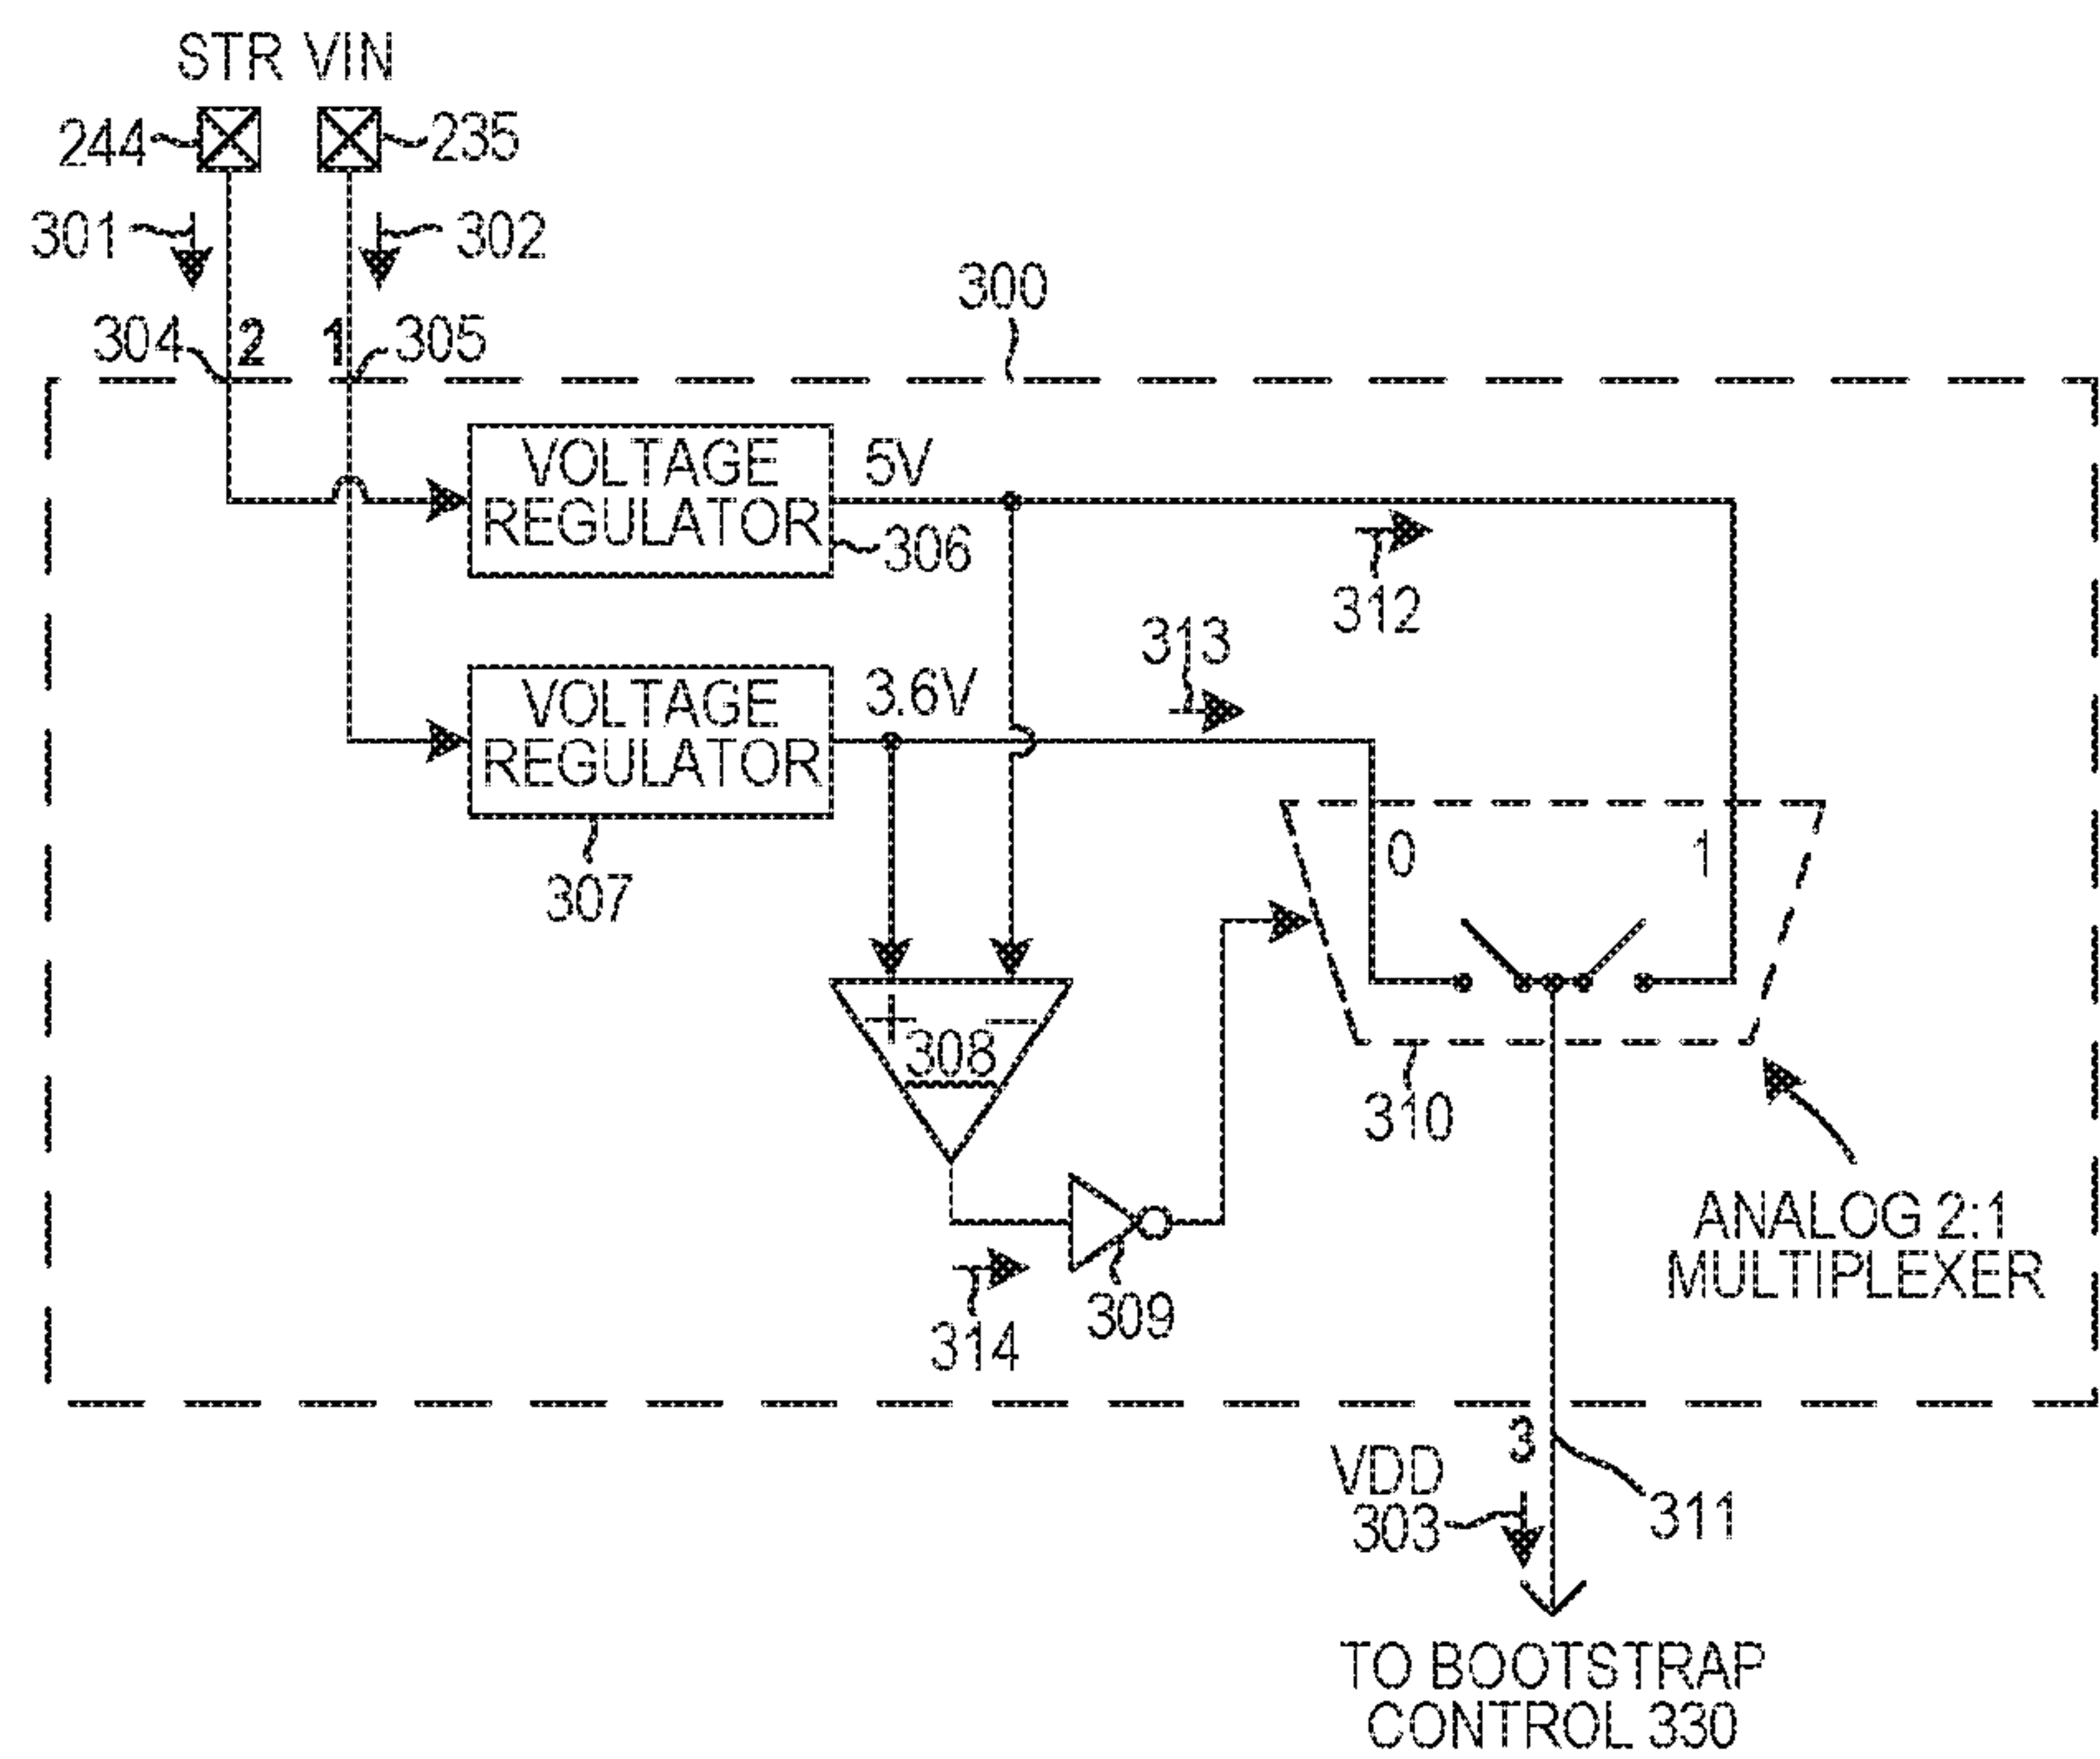 STR VIN
244
235
301
302
300
304
2
1
305
VOLTAGE
REGULATOR
5V
306
312
313
VOLTAGE
REGULATOR
3.6V
307
0
1
+
−
308
310
ANALOG 2:1
MULTIPLEXER
309
314
3
VDD
303
311
TO BOOTSTRAP
CONTROL 330